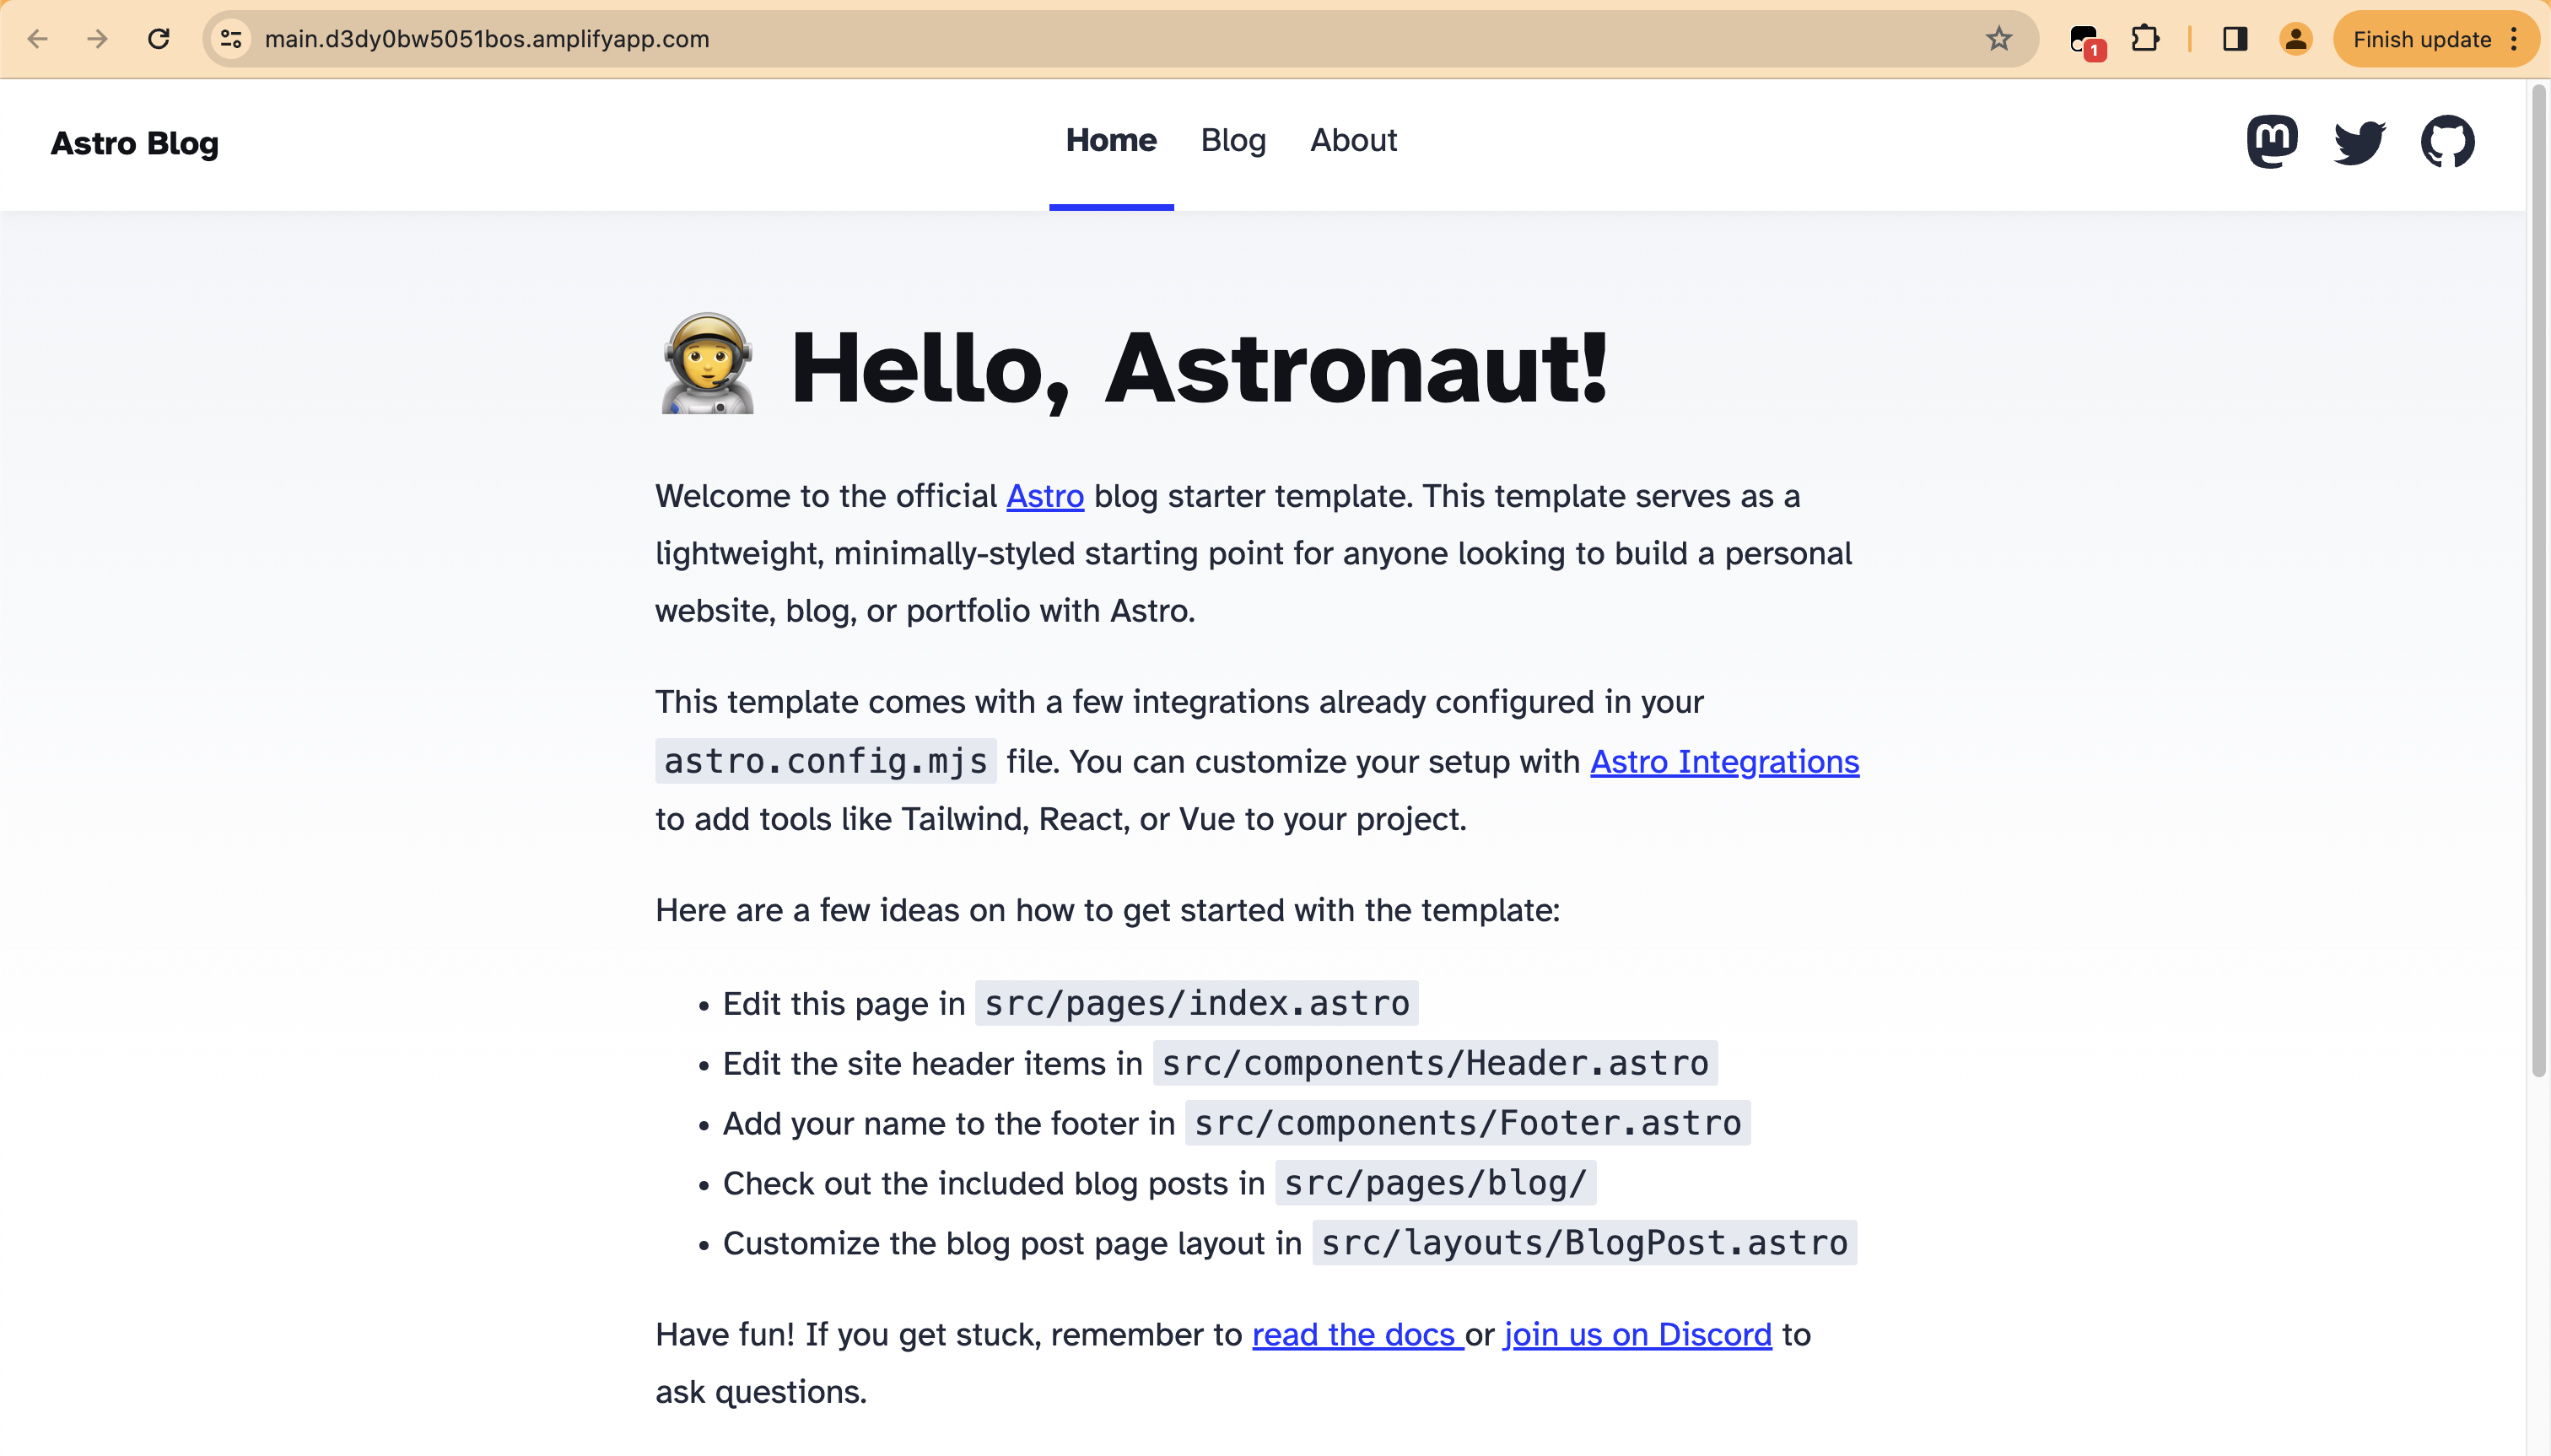 main.d3dy0bw5051bos.amplifyapp.com
1
Finish update
Astro Blog
Home
Blog
About
Hello, Astronaut!
Welcome to the official Astro blog starter template. This template serves as a
lightweight, minimally-styled starting point for anyone looking to build a personal
website, blog, or portfolio with Astro.
This template comes with a few integrations already configured in your
astro.config.mjs file. You can customize your setup with Astro Integrations
to add tools like Tailwind, React, or Vue to your project.
Here are a few ideas on how to get started with the template:
• Edit this page in src/pages/index.astro
• Edit the site header items in src/components/Header.astro
• Add your name to the footer in src/components/Footer.astro
• Check out the included blog posts in src/pages/blog/
• Customize the blog post page layout in src/layouts/BlogPost.astro
Have fun! If you get stuck, remember to read the docs or join us on Discord to
ask questions.